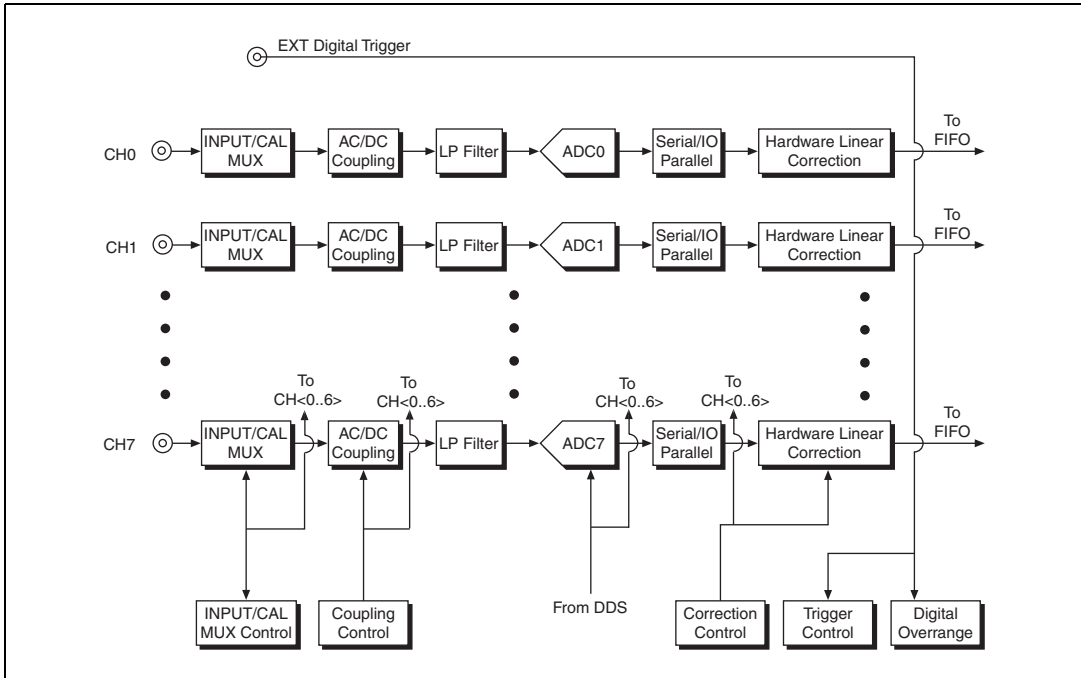 EXT Digital Trigger
CH0
INPUT/CAL
MUX
AC/DC
Coupling
LP Filter
ADC0
Serial/IO
Parallel
Hardware Linear
Correction
To
FIFO
CH1
INPUT/CAL
MUX
AC/DC
Coupling
LP Filter
ADC1
Serial/IO
Parallel
Hardware Linear
Correction
To
FIFO
To
CH<0..6>
To
CH<0..6>
To
CH<0..6>
To
CH<0..6>
CH7
INPUT/CAL
MUX
AC/DC
Coupling
LP Filter
ADC7
Serial/IO
Parallel
Hardware Linear
Correction
To
FIFO
INPUT/CAL
MUX Control
Coupling
Control
From DDS
Correction
Control
Trigger
Control
Digital
Overrange